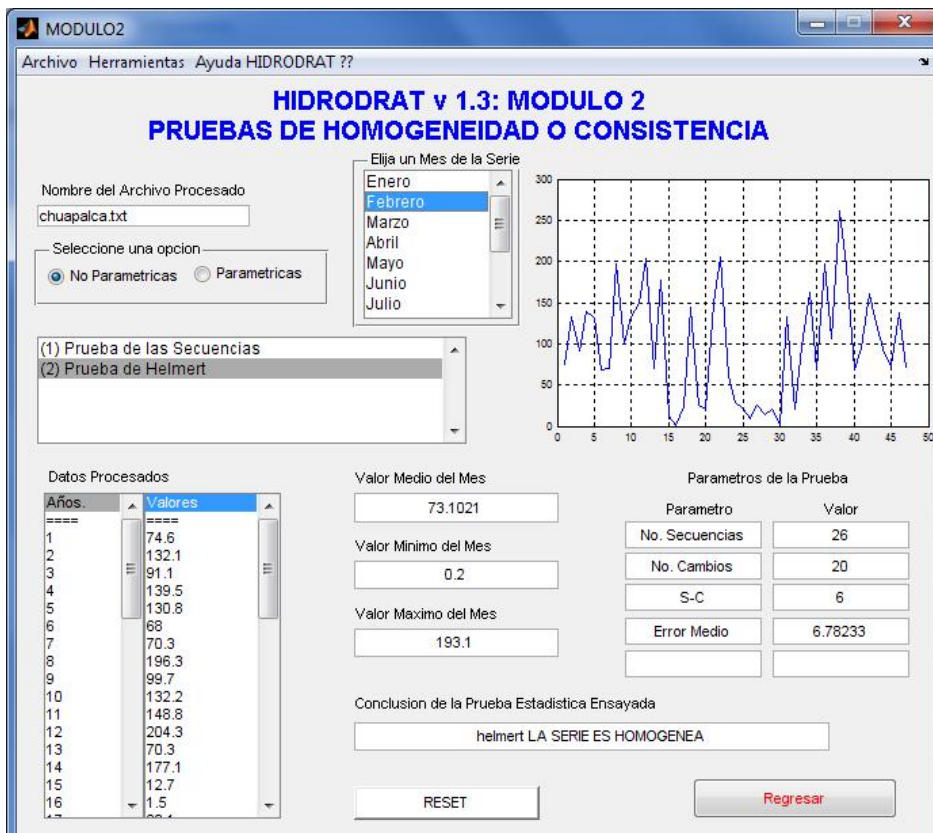 MODULO2
Archivo Herramientas Ayuda HIDRODRAT ??
HIDRODRAT v 1.3: MODULO 2
PRUEBAS DE HOMOGENEIDAD O CONSISTENCIA
Nombre del Archivo Procesado
chuapalca.txt
Seleccione una opcion
No Parametricas Parametricas
Elija un Mes de la Serie
Enero
Febrero
Marzo
Abril
Mayo
Junio
Julio
300
250
200
150
100
50
0
0 5 10 15 20 25 30 35 40 45 50
(1) Prueba de las Secuencias
(2) Prueba de Helmert
Datos Procesados
Años. Valores
==== ====
1 74.6
2 132.1
3 91.1
4 139.5
5 130.8
6 68
7 70.3
8 196.3
9 99.7
10 132.2
11 148.8
12 204.3
13 70.3
14 177.1
15 12.7
16 1.5
Valor Medio del Mes
73.1021
Valor Minimo del Mes
0.2
Valor Maximo del Mes
193.1
Parametros de la Prueba
Parametro Valor
No. Secuencias 26
No. Cambios 20
S-C 6
Error Medio 6.78233
Conclusion de la Prueba Estadistica Ensayada
helmert LA SERIE ES HOMOGENEA
RESET
Regresar